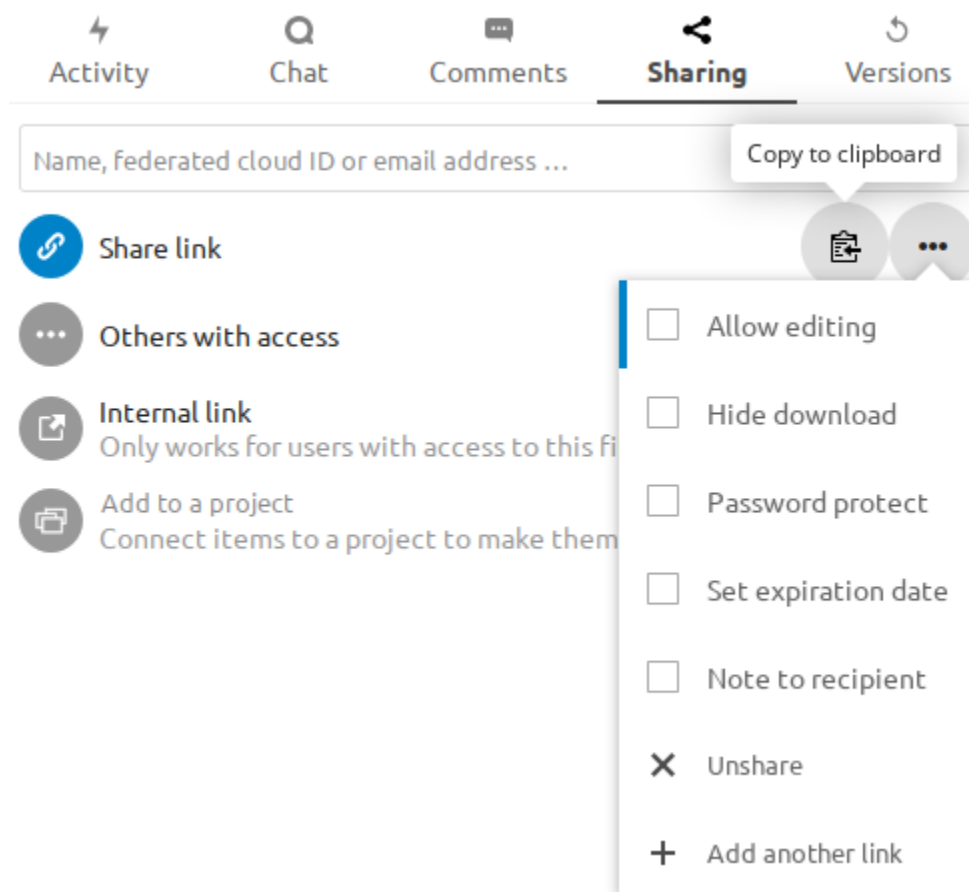 Activity
Chat
Comments
Sharing
Versions
Name, federated cloud ID or email address ...
Copy to clipboard
Share link
Others with access
Internal link
Only works for users with access to this fi
Add to a project
Connect items to a project to make them
Allow editing
Hide download
Password protect
Set expiration date
Note to recipient
Unshare
Add another link